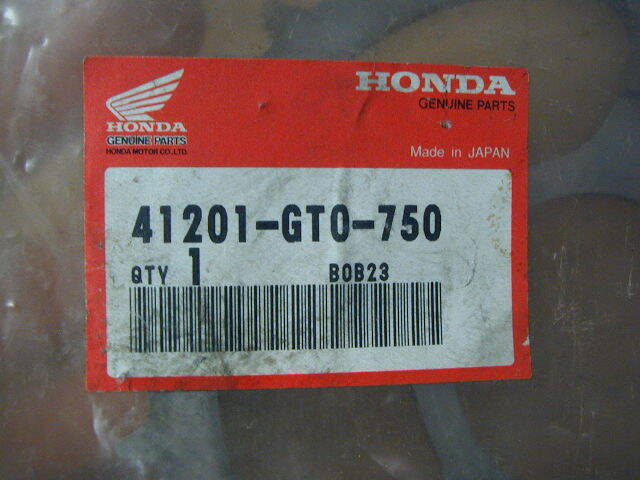 HONDA
GENUINE PARTS
HONDA MOTOR CO., LTD.
HONDA
GENUINE PARTS
Made in JAPAN
41201-GT0-750
QTY 1 B0B23